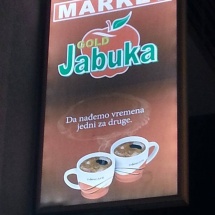 MARKE
GOLD
Jabuka
Da nađemo vremena
jedni za druge.